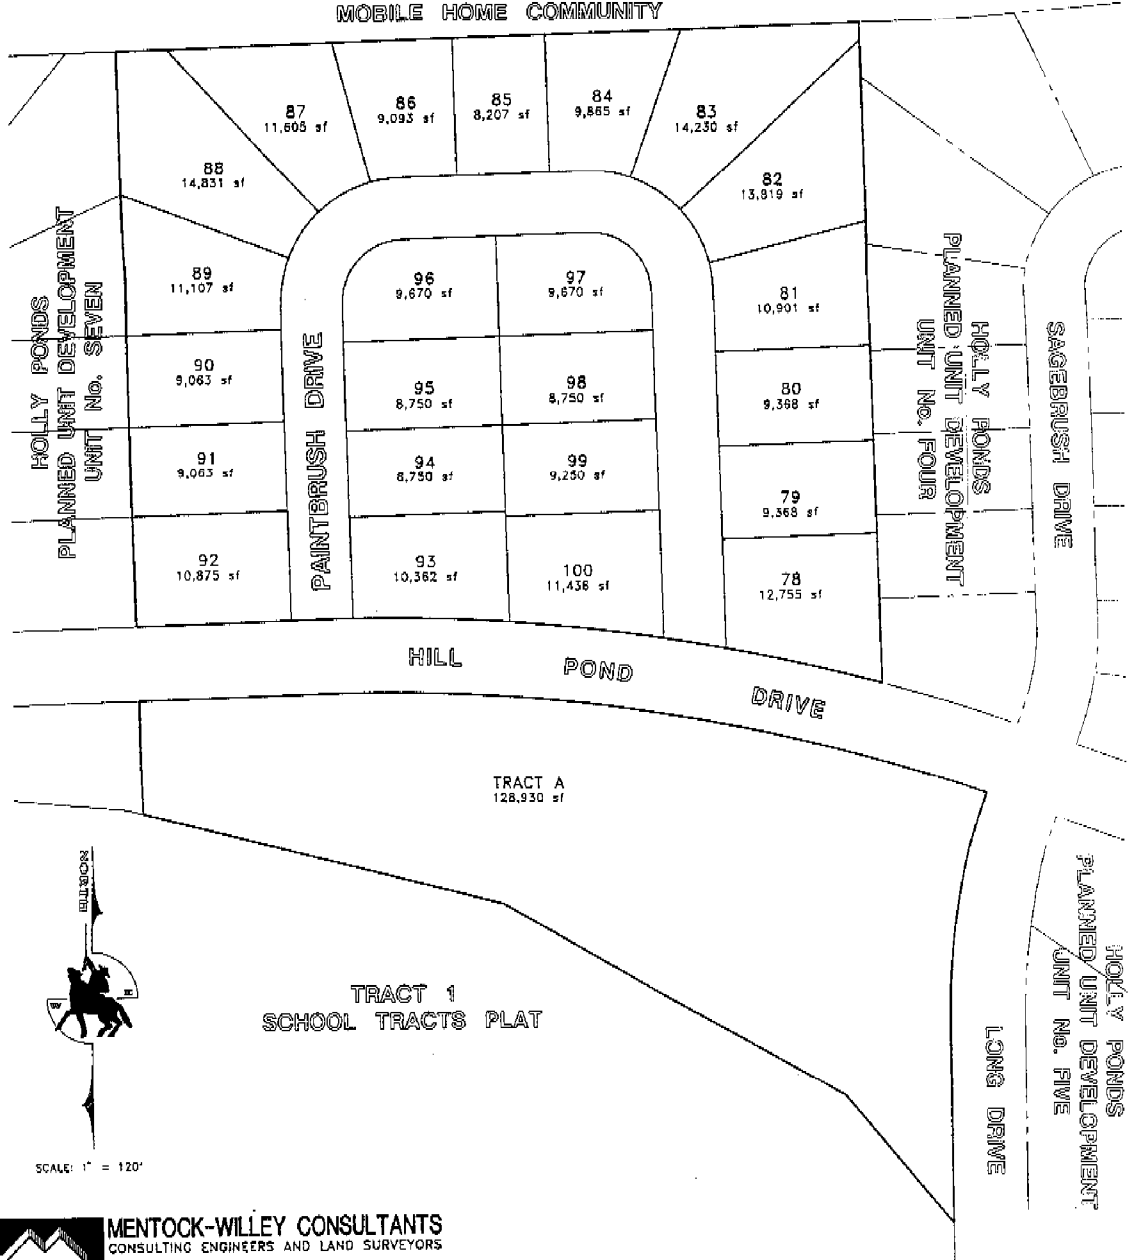 MOBILE HOME COMMUNITY
87
11,605 sf
86
9,093 sf
85
8,207 sf
84
9,865 sf
83
14,230 sf
88
14,831 sf
82
13,819 sf
89
11,107 sf
96
9,670 sf
97
9,670 sf
81
10,901 sf
90
9,063 sf
95
8,750 sf
98
8,750 sf
80
9,368 sf
91
9,063 sf
94
8,750 sf
99
9,250 sf
79
9,368 sf
92
10,875 sf
93
10,362 sf
100
11,436 sf
78
12,755 sf
HOLLY PONDS
PLANNED UNIT DEVELOPMENT
UNIT No. SEVEN
PAINTBRUSH DRIVE
HOLLY PONDS
PLANNED UNIT DEVELOPMENT
UNIT No. FOUR
SAGEBRUSH DRIVE
HILL POND DRIVE
TRACT A
128,930 sf
NORTH
W
E
TRACT 1
SCHOOL TRACTS PLAT
LONG DRIVE
HOLLY PONDS
PLANNED UNIT DEVELOPMENT
UNIT No. FIVE
SCALE: 1" = 120'
MENTOCK-WILLEY CONSULTANTS
CONSULTING ENGINEERS AND LAND SURVEYORS